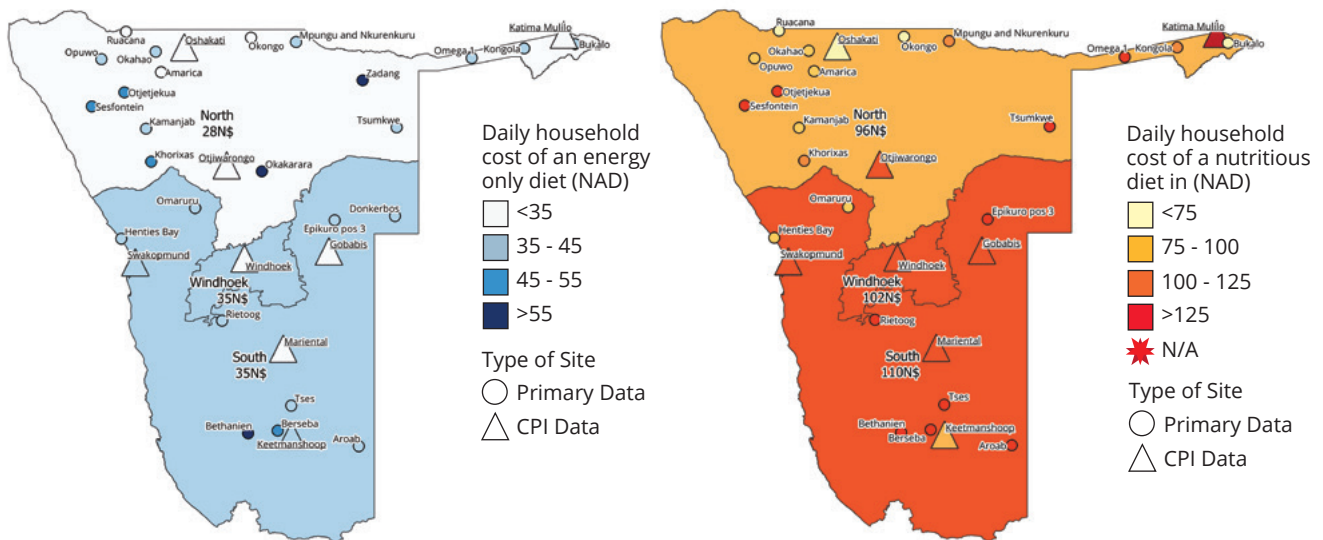 Katima Mulilo
Ruacana
Okongo
Mpungu and Nkurenkuru
Oshakati
Omega 1
Kongola
Bukalo
Opuwo
Okahao
Amarica
Zadang
Otjetjekua
Sesfontein
North
28N$
Tsumkwe
Kamanjab
Khorixas
Otjiwarongo
Okakarara
Omaruru
Donkerbos
Epikuro pos 3
Henties Bay
Gobabis
Swakopmund
Windhoek
Windhoek
35N$
Rietoog
Mariental
South
35N$
Tses
Bethanien
Berseba
Keetmanshoop
Aroab
Daily household
cost of an energy
only diet (NAD)
<35
35 - 45
45 - 55
>55
Type of Site
Primary Data
CPI Data
Katima Mulilo
Ruacana
Oshakati
Okongo
Mpungu and Nkurenkuru
Omega 1
Kongola
Bukalo
Okahao
Opuwo
Amarica
Otjetjekua
Sesfontein
North
96N$
Tsumkwe
Kamanjab
Khorixas
Otjiwarongo
Omaruru
Epikuro pos 3
Henties Bay
Gobabis
Swakopmund
Windhoek
Windhoek
102N$
Rietoog
Mariental
South
110N$
Tses
Bethanien
Berseba
Keetmanshoop
Aroab
Daily household
cost of a nutritious
diet in (NAD)
<75
75 - 100
100 - 125
>125
N/A
Type of Site
Primary Data
CPI Data